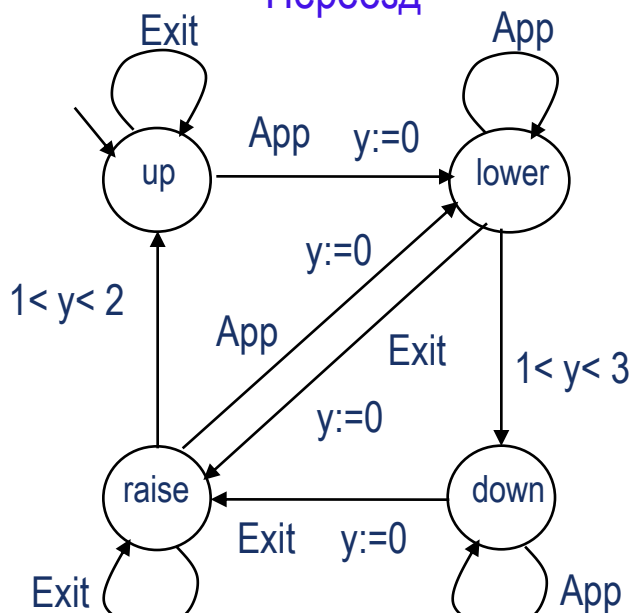 Переезд
Exit
App
App y:=0
up
lower
y:=0
1< y< 2
App
Exit
1< y< 3
y:=0
raise
down
Exit y:=0
Exit
App